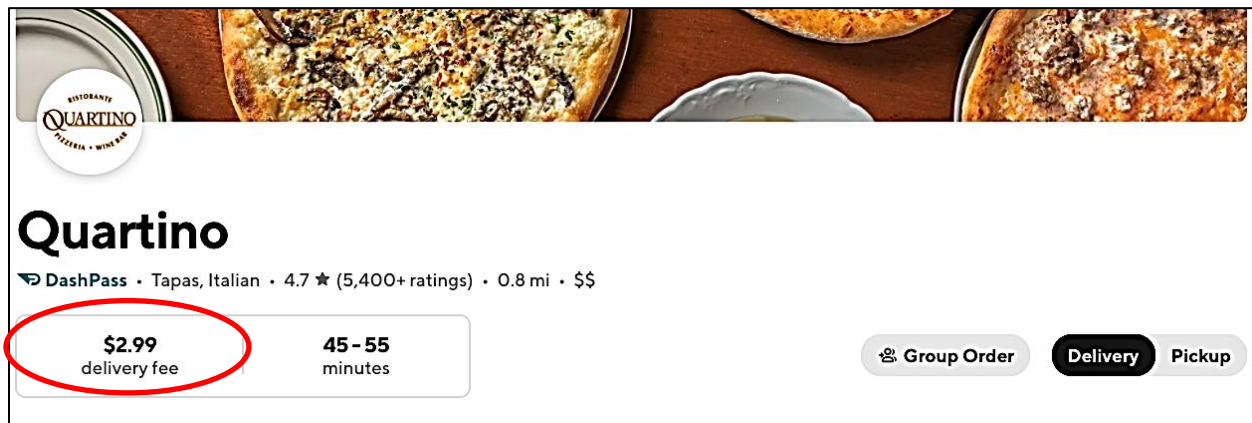 RISTORANTE
QUARTINO
PIZZERIA • WINE BAR
Quartino
DashPass • Tapas, Italian • 4.7 ★ (5,400+ ratings) • 0.8 mi • $$
$2.99
delivery fee
45-55
minutes
Group Order
Delivery
Pickup